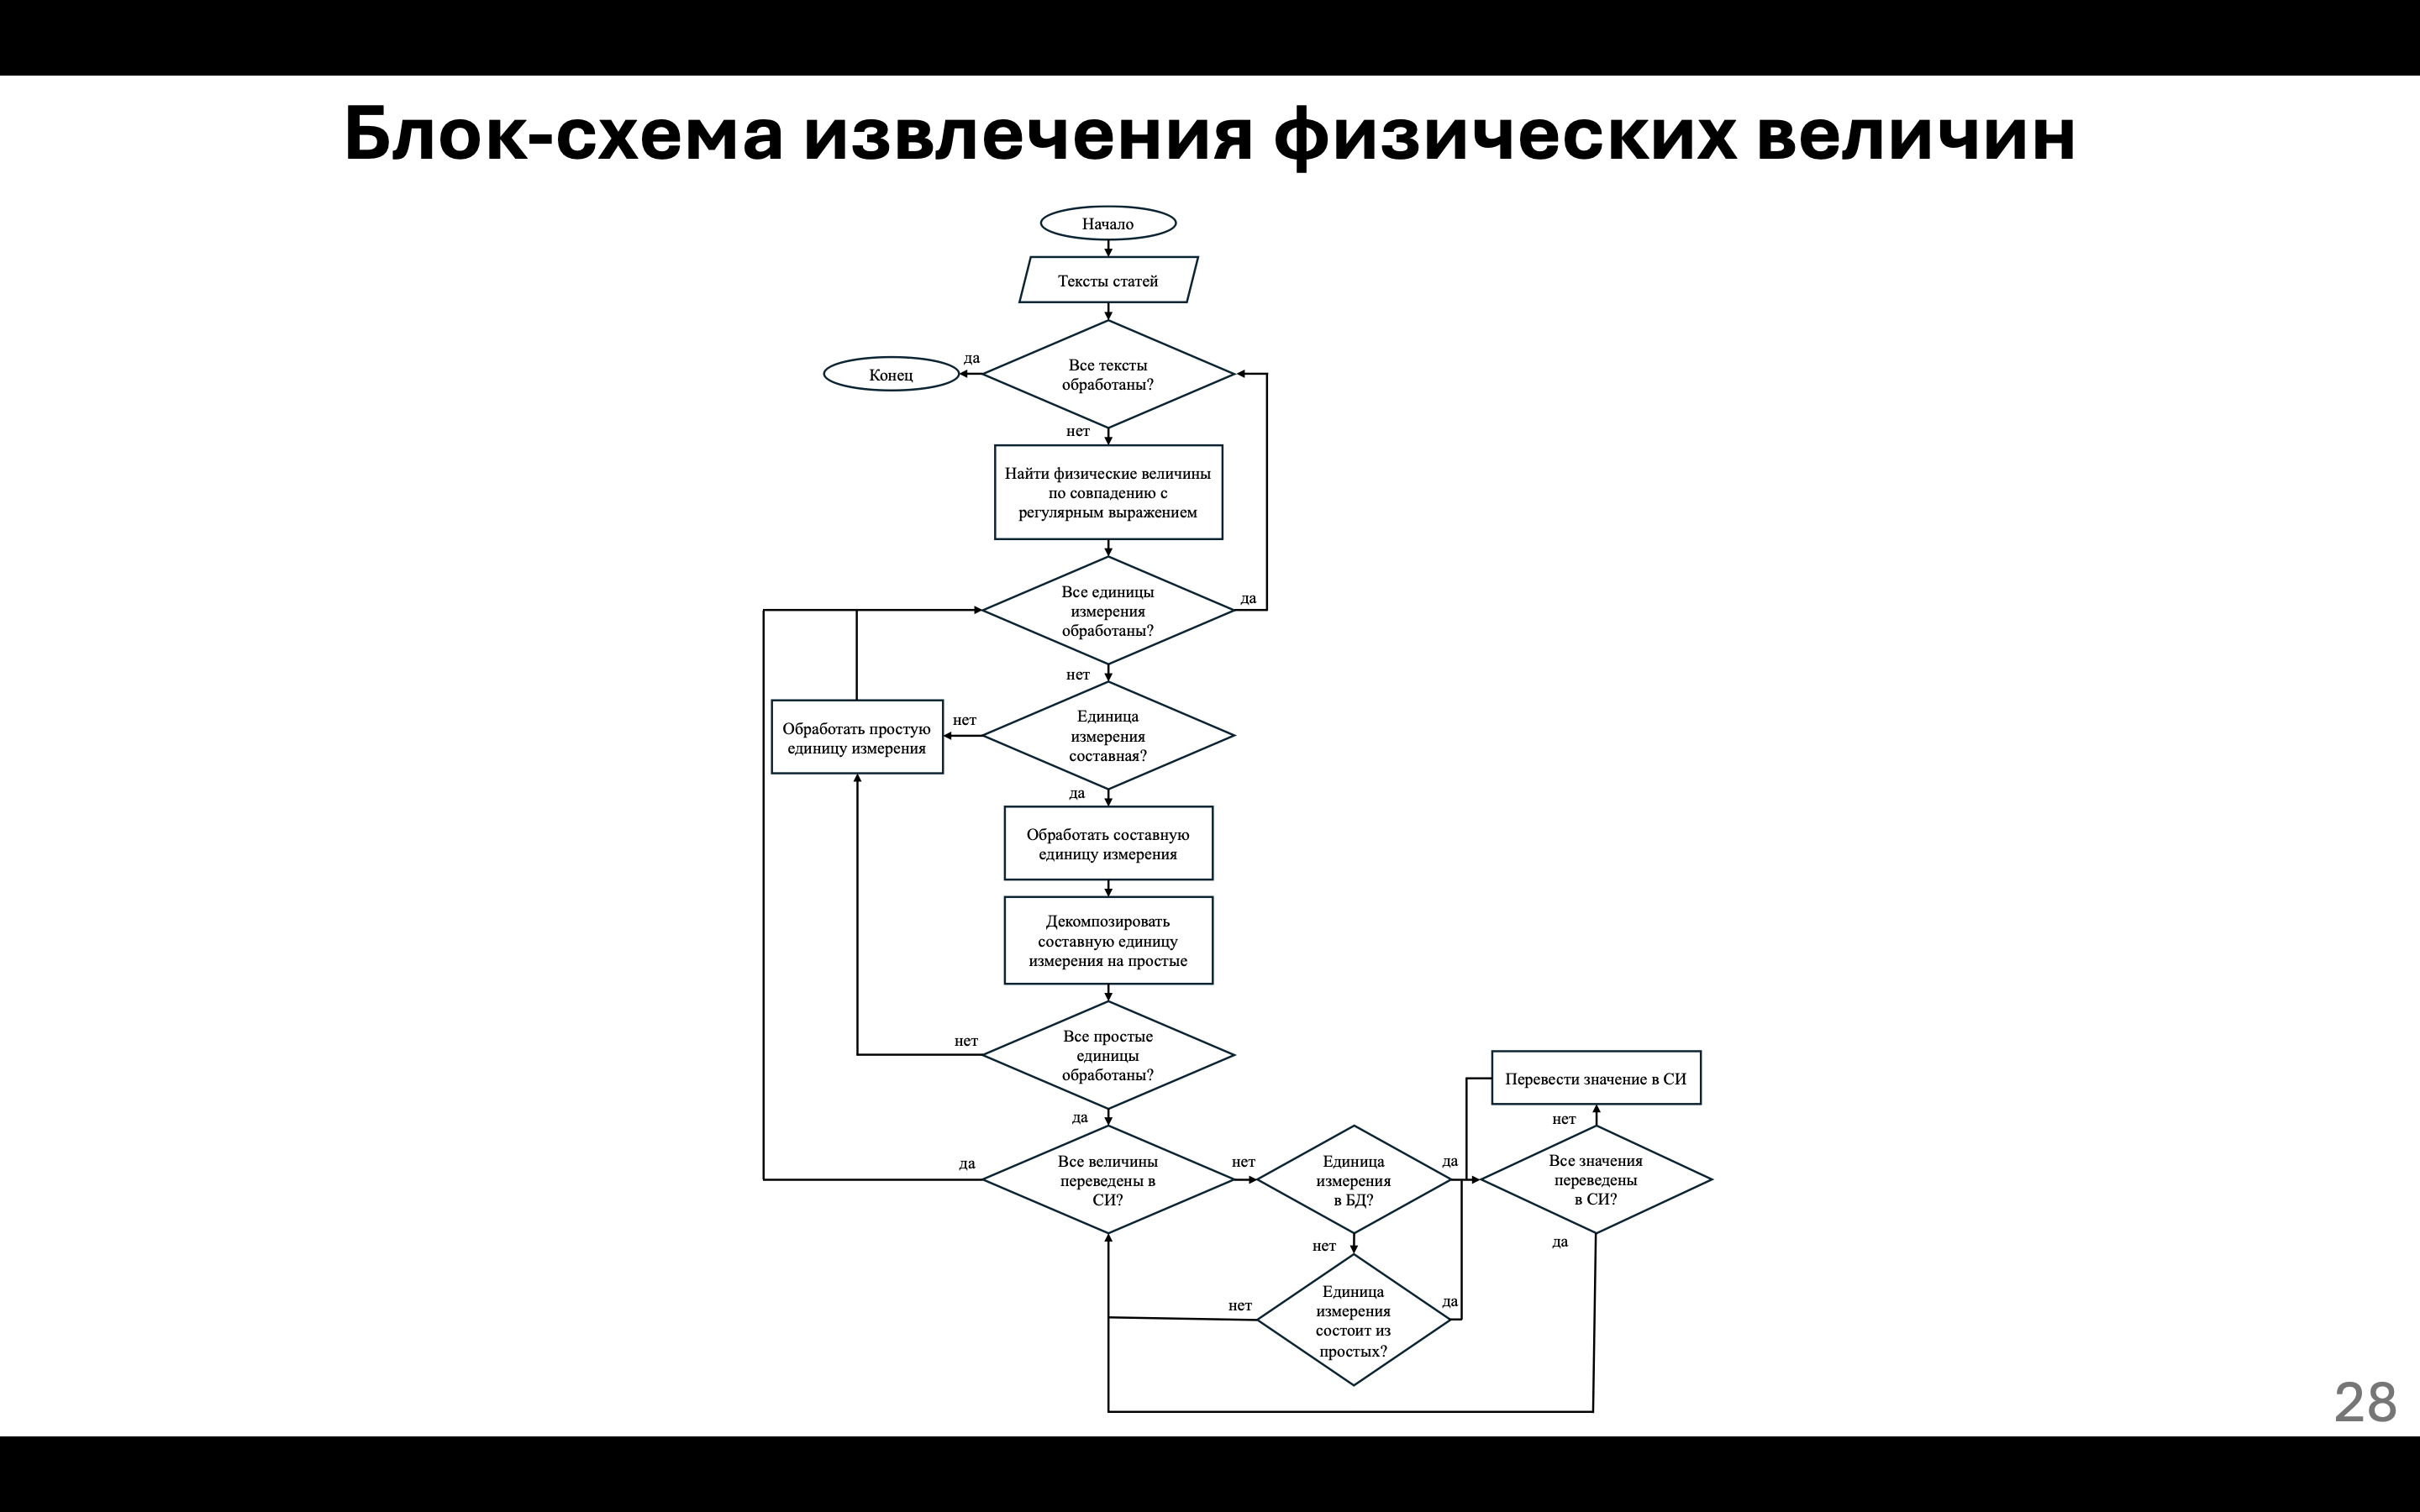 Блок-схема извлечения физических величин
Начало
Тексты статей
Все тексты
обработаны?
да
Конец
нет
Найти физические величины
по совпадению с
регулярным выражением
Все единицы
измерения
обработаны?
да
нет
Единица
измерения
составная?
нет
Обработать простую
единицу измерения
да
Обработать составную
единицу измерения
Декомпозировать
составную единицу
измерения на простые
Все простые
единицы
обработаны?
нет
да
Все величины
переведены в
СИ?
да
нет
Единица
измерения
в БД?
да
нет
Единица
измерения
состоит из
простых?
нет
да
Все значения
переведены
в СИ?
нет
Перевести значение в СИ
да
28